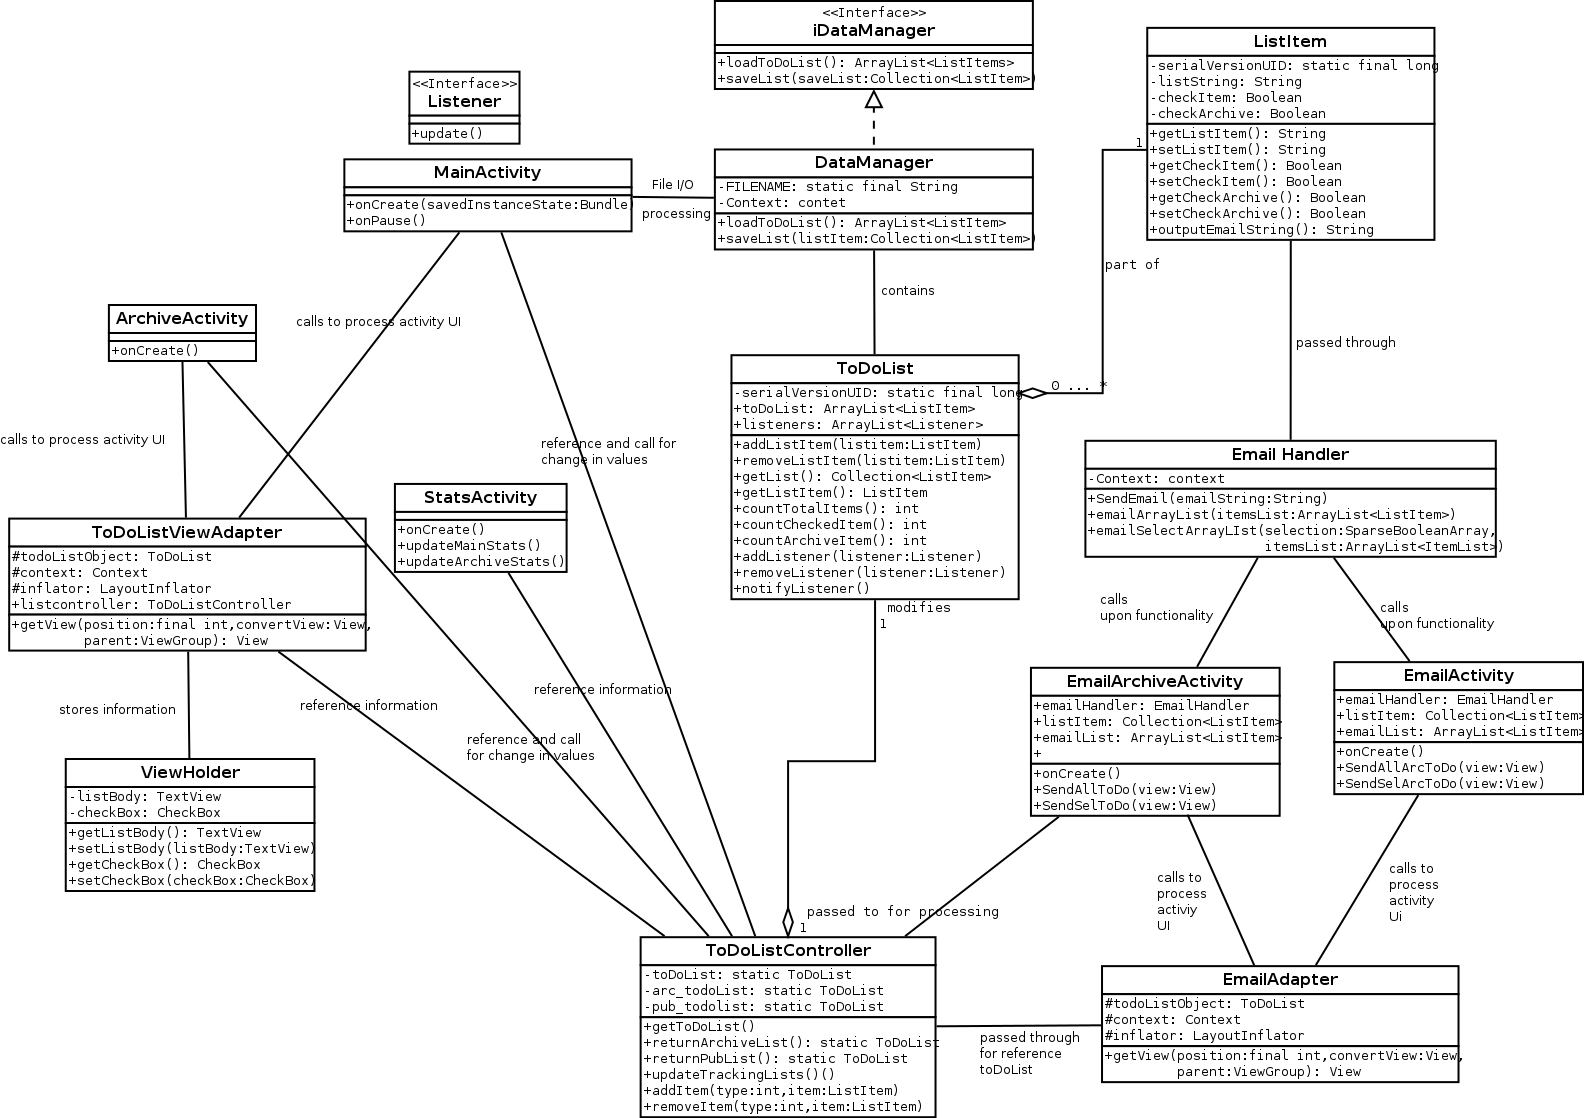 <<Interface>>
iDataManager
+loadToDoList(): ArrayList<ListItems>
+saveList(saveList:Collection<ListItem>)
<<Interface>>
Listener
+update()
ListItem
-serialVersionUID: static final long
-listString: String
-checkItem: Boolean
-checkArchive: Boolean
+getListItem(): String
+setListItem(): String
+getCheckItem(): Boolean
+setCheckItem(): Boolean
+getCheckArchive(): Boolean
+setCheckArchive(): Boolean
+outputEmailString(): String
MainActivity
+onCreate(savedInstanceState:Bundle)
+onPause()
File I/O
processing
DataManager
-FILENAME: static final String
-Context: contet
+loadToDoList(): ArrayList<ListItem>
+saveList(listItem:Collection<ListItem>)
1
part of
contains
ArchiveActivity
+onCreate()
calls to process activity UI
passed through
ToDoList
-serialVersionUID: static final long
+toDoList: ArrayList<ListItem>
+listeners: ArrayList<Listener>
+addListItem(listitem:ListItem)
+removeListItem(listitem:ListItem)
+getList(): Collection<ListItem>
+getListItem(): ListItem
+countTotalItems(): int
+countCheckedItem(): int
+countArchiveItem(): int
+addListener(listener:Listener)
+removeListener(listener:Listener)
+notifyListener()
0 ... *
calls to process activity UI
reference and call for
change in values
Email Handler
-Context: context
+SendEmail(emailString:String)
+emailArrayList(itemsList:ArrayList<ListItem>)
+emailSelectArrayLIst(selection:SparseBooleanArray,
itemsList:ArrayList<ItemList>)
StatsActivity
+onCreate()
+updateMainStats()
+updateArchiveStats()
ToDoListViewAdapter
#todoListObject: ToDoList
#context: Context
#inflator: LayoutInflator
+listcontroller: ToDoListController
+getView(position:final int,convertView:View,
parent:ViewGroup): View
modifies
1
calls
upon functionality
calls
upon functionality
stores information
reference information
reference information
reference and call
for change in values
EmailArchiveActivity
+emailHandler: EmailHandler
+listItem: Collection<ListItem>
+emailList: ArrayList<ListItem>
+
+onCreate()
+SendAllToDo(view:View)
+SendSelToDo(view:View)
EmailActivity
+emailHandler: EmailHandler
+listItem: Collection<ListItem>
+emailList: ArrayList<ListItem>
+onCreate()
+SendAllArcToDo(view:View)
+SendSelArcToDo(view:View)
ViewHolder
-listBody: TextView
-checkBox: CheckBox
+getListBody(): TextView
+setListBody(listBody:TextView)
+getCheckBox(): CheckBox
+setCheckBox(checkBox:CheckBox)
calls to
process
activiy
UI
calls to
process
activity
Ui
passed to for processing
1
ToDoListController
-toDoList: static ToDoList
-arc_todoList: static ToDoList
-pub_todolist: static ToDoList
+getToDoList()
+returnArchiveList(): static ToDoList
+returnPubList(): static ToDoList
+updateTrackingLists()()
+addItem(type:int,item:ListItem)
+removeItem(type:int,item:ListItem)
passed through
for reference
toDoList
EmailAdapter
#todoListObject: ToDoList
#context: Context
#inflator: LayoutInflator
+getView(position:final int,convertView:View,
parent:ViewGroup): View